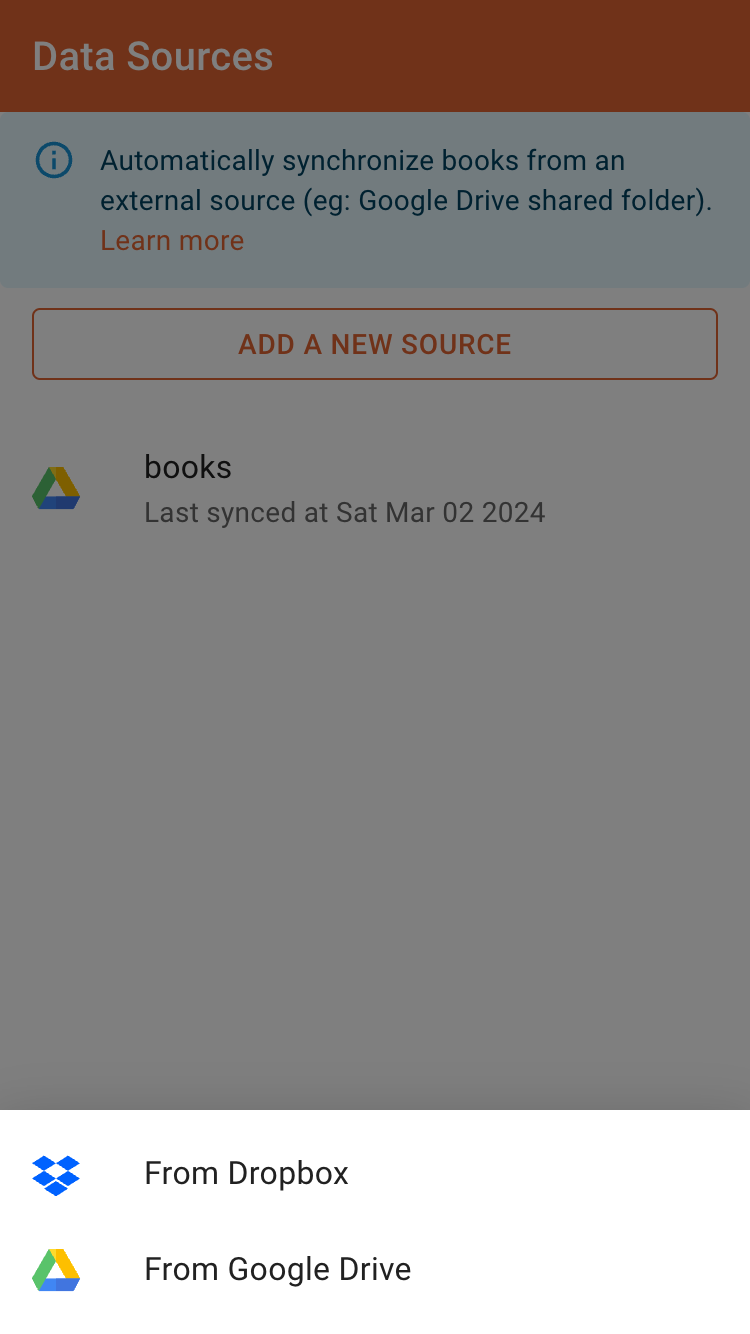 Data Sources
Automatically synchronize books from an
external source (eg: Google Drive shared folder).
Learn more
ADD A NEW SOURCE
books
Last synced at Sat Mar 02 2024
From Dropbox
From Google Drive